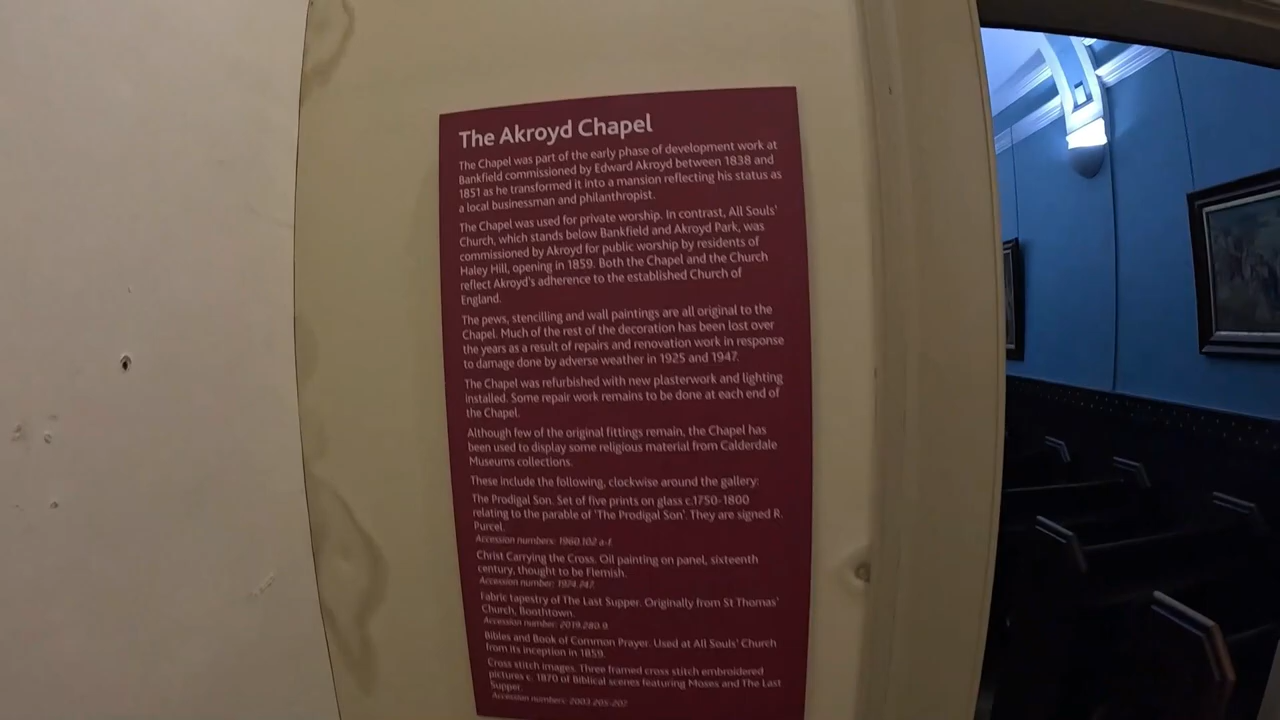 The Akroyd Chapel
The Chapel was part of the early phase of development work at
Bankfield commissioned by Edward Akroyd between 1838 and
1851 as he transformed it into a mansion reflecting his status as
a local businessman and philanthropist.
The Chapel was used for private worship. In contrast, All Souls'
Church, which stands below Bankfield and Akroyd Park, was
commissioned by Akroyd for public worship by residents of
Haley Hill, opening in 1859. Both the Chapel and the Church
reflect Akroyd's adherence to the established Church of
England.
The pews, stencilling and wall paintings are all original to the
Chapel. Much of the rest of the decoration has been lost over
the years as a result of repairs and renovation work in response
to damage done by adverse weather in 1925 and 1947.
The Chapel was refurbished with new plasterwork and lighting
installed. Some repair work remains to be done at each end of
the Chapel.
Although few of the original fittings remain, the Chapel has
been used to display some religious material from Calderdale
Museums collections.
These include the following, clockwise around the gallery:
The Prodigal Son. Set of five prints on glass c.1750-1800
relating to the parable of 'The Prodigal Son'. They are signed R.
Purcel.
Accession numbers: 1960.102 a-f.
Christ Carrying the Cross. Oil painting on panel, sixteenth
century, thought to be Flemish.
Accession number: 1974.247.
Fabric tapestry of The Last Supper. Originally from St Thomas'
Church, Boothtown.
Accession number: 2019.280.9.
Bibles and Book of Common Prayer. Used at All Souls' Church
from its inception in 1859.
Cross stitch images. Three framed cross stitch embroidered
pictures c. 1870 of Biblical scenes featuring Moses and The Last
Supper.
Accession numbers: 2003.205-207.